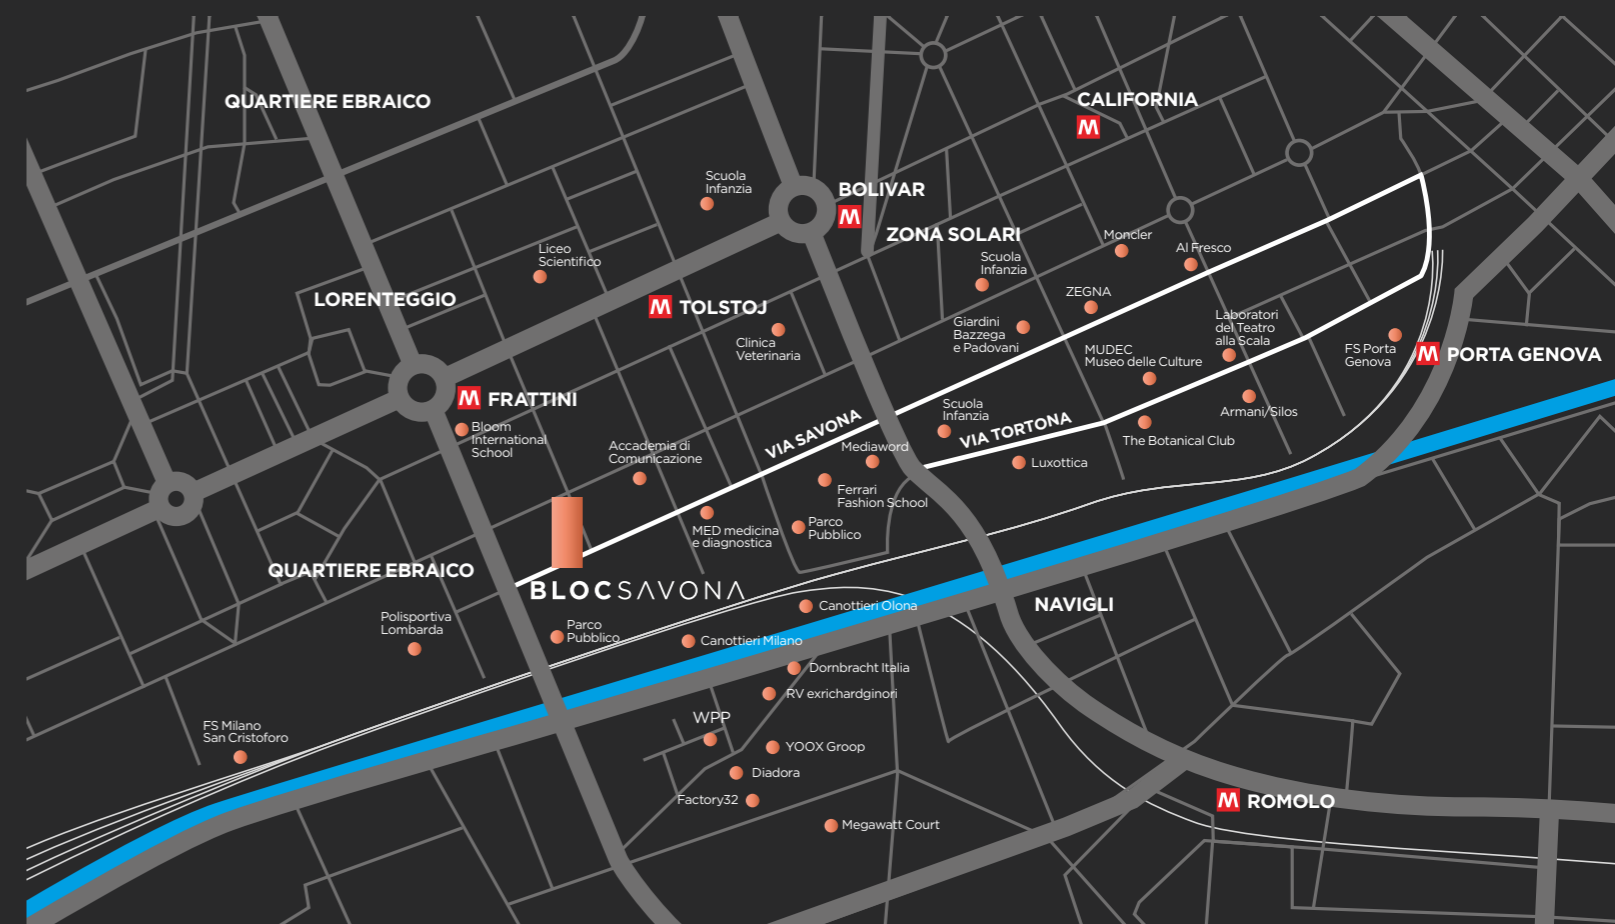 QUARTIERE EBRAICO
CALIFORNIA
M
Scuola
Infanzia
BOLIVAR
M
ZONA SOLARI
Moncler
Al Fresco
Liceo
Scientifico
Scuola
Infanzia
ZEGNA
LORENTEGGIO
M TOLSTOJ
Clinica
Veterinaria
Giardini
Bazzega
e Padovani
Laboratori
del Teatro
alla Scala
MUDEC
Museo delle Culture
FS Porta
Genova
M PORTA GENOVA
M FRATTINI
Bloom
International
School
Scuola
Infanzia
Armani/Silos
VIA SAVONA
VIA TORTONA
The Botanical Club
Accademia di
Comunicazione
Mediaword
Luxottica
Ferrari
Fashion School
MED medicina
e diagnostica
Parco
Pubblico
QUARTIERE EBRAICO
BLOCSΛVONΛ
Canottieri Olona
NAVIGLI
Polisportiva
Lombarda
Parco
Pubblico
Canottieri Milano
Dornbracht Italia
RV exrichardginori
FS Milano
San Cristoforo
WPP
YOOX Groop
Diadora
Factory32
M ROMOLO
Megawatt Court